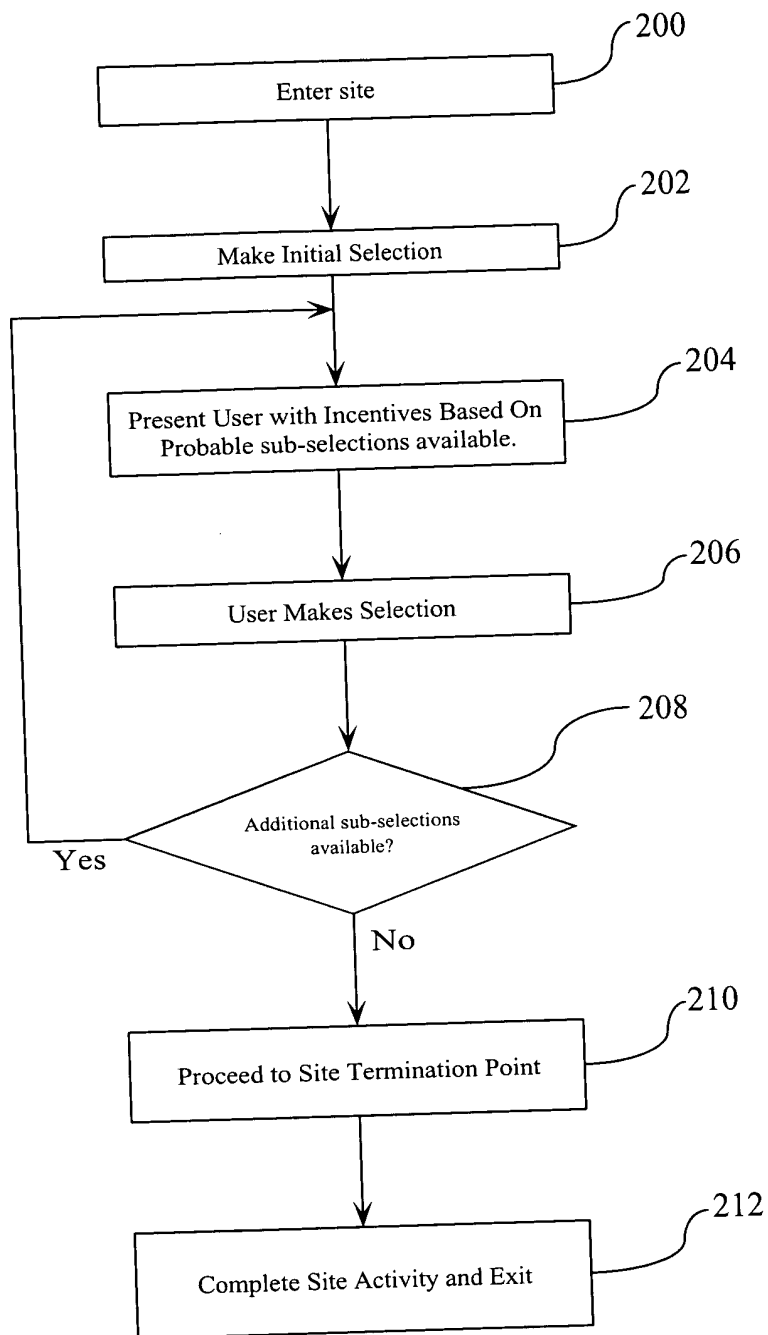 200
Enter site
202
Make Initial Selection
204
Present User with Incentives Based On
Probable sub-selections available.
206
User Makes Selection
208
Additional sub-selections
available?
Yes
No
210
Proceed to Site Termination Point
212
Complete Site Activity and Exit